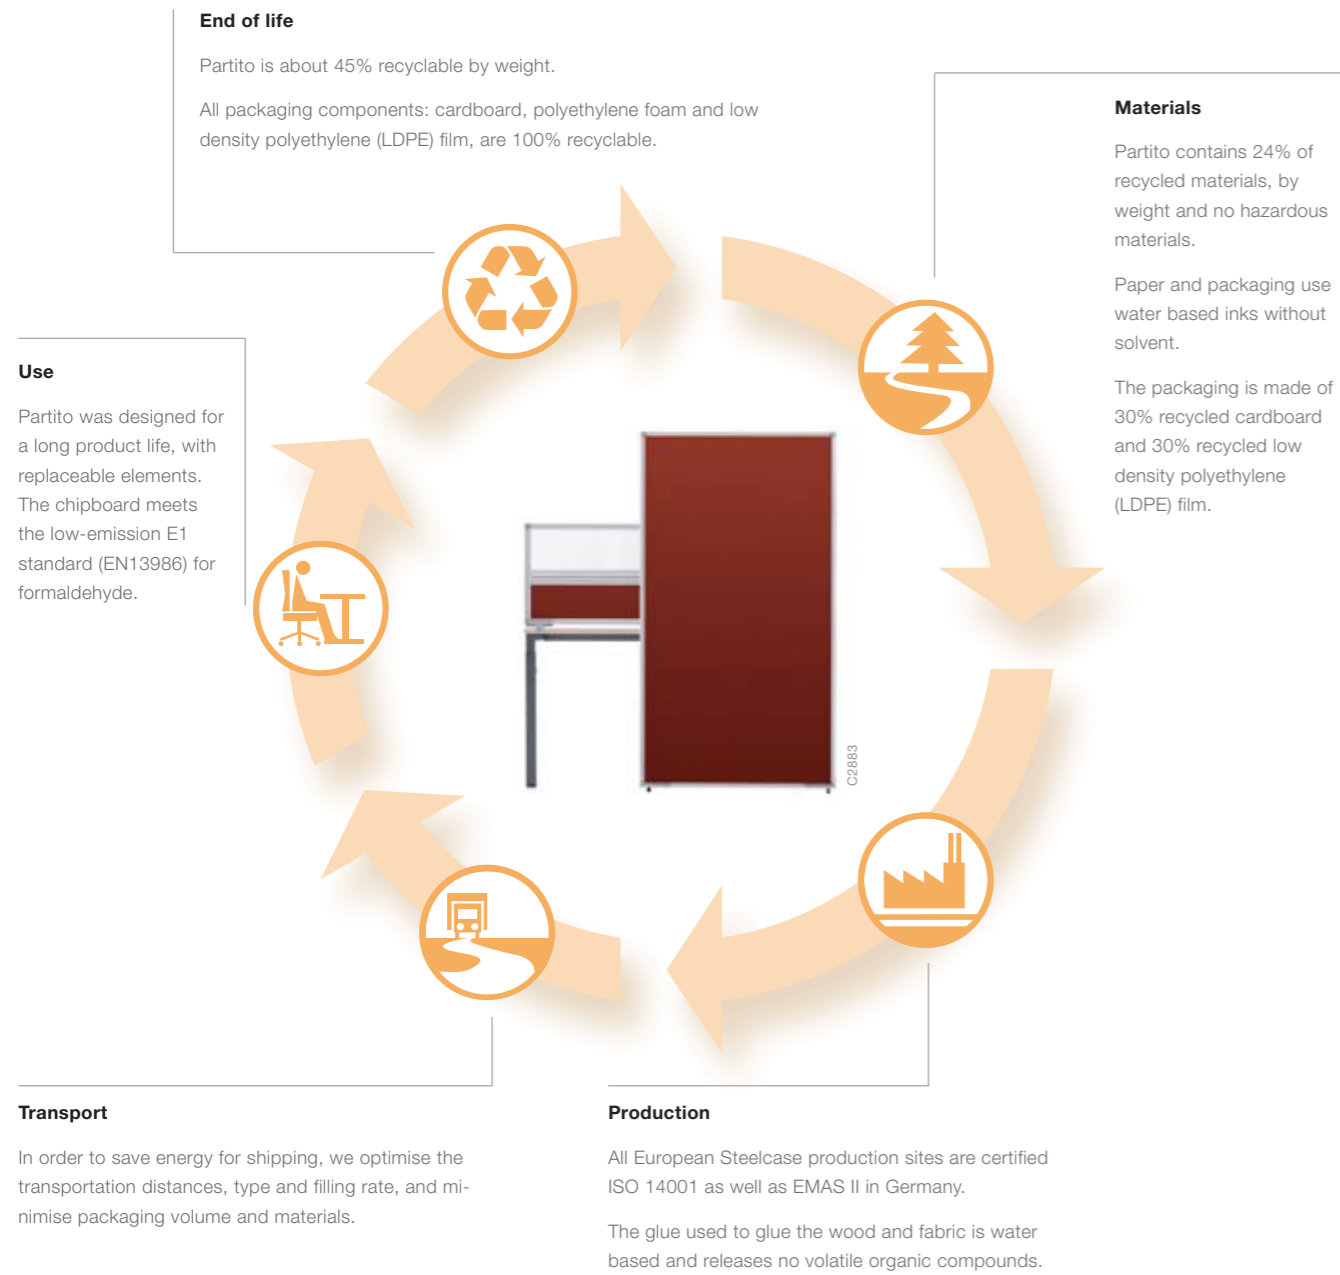 End of life
Partito is about 45% recyclable by weight.
All packaging components: cardboard, polyethylene foam and low
density polyethylene (LDPE) film, are 100% recyclable.
Materials
Partito contains 24% of
recycled materials, by
weight and no hazardous
materials.
Paper and packaging use
water based inks without
solvent.
The packaging is made of
30% recycled cardboard
and 30% recycled low
density polyethylene
(LDPE) film.
Use
Partito was designed for
a long product life, with
replaceable elements.
The chipboard meets
the low-emission E1
standard (EN13986) for
formaldehyde.
C2883
Transport
In order to save energy for shipping, we optimise the
transportation distances, type and filling rate, and mi-
nimise packaging volume and materials.
Production
All European Steelcase production sites are certified
ISO 14001 as well as EMAS II in Germany.
The glue used to glue the wood and fabric is water
based and releases no volatile organic compounds.